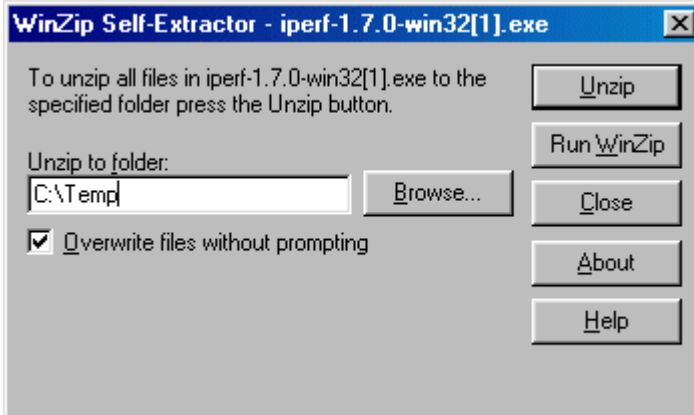 WinZip Self-Extractor - iperf-1.7.0-win32[1].exe
To unzip all files in iperf-1.7.0-win32[1].exe to the
specified folder press the Unzip button.
Unzip to folder:
C:\Temp
Browse...
Overwrite files without prompting
Unzip
Run WinZip
Close
About
Help